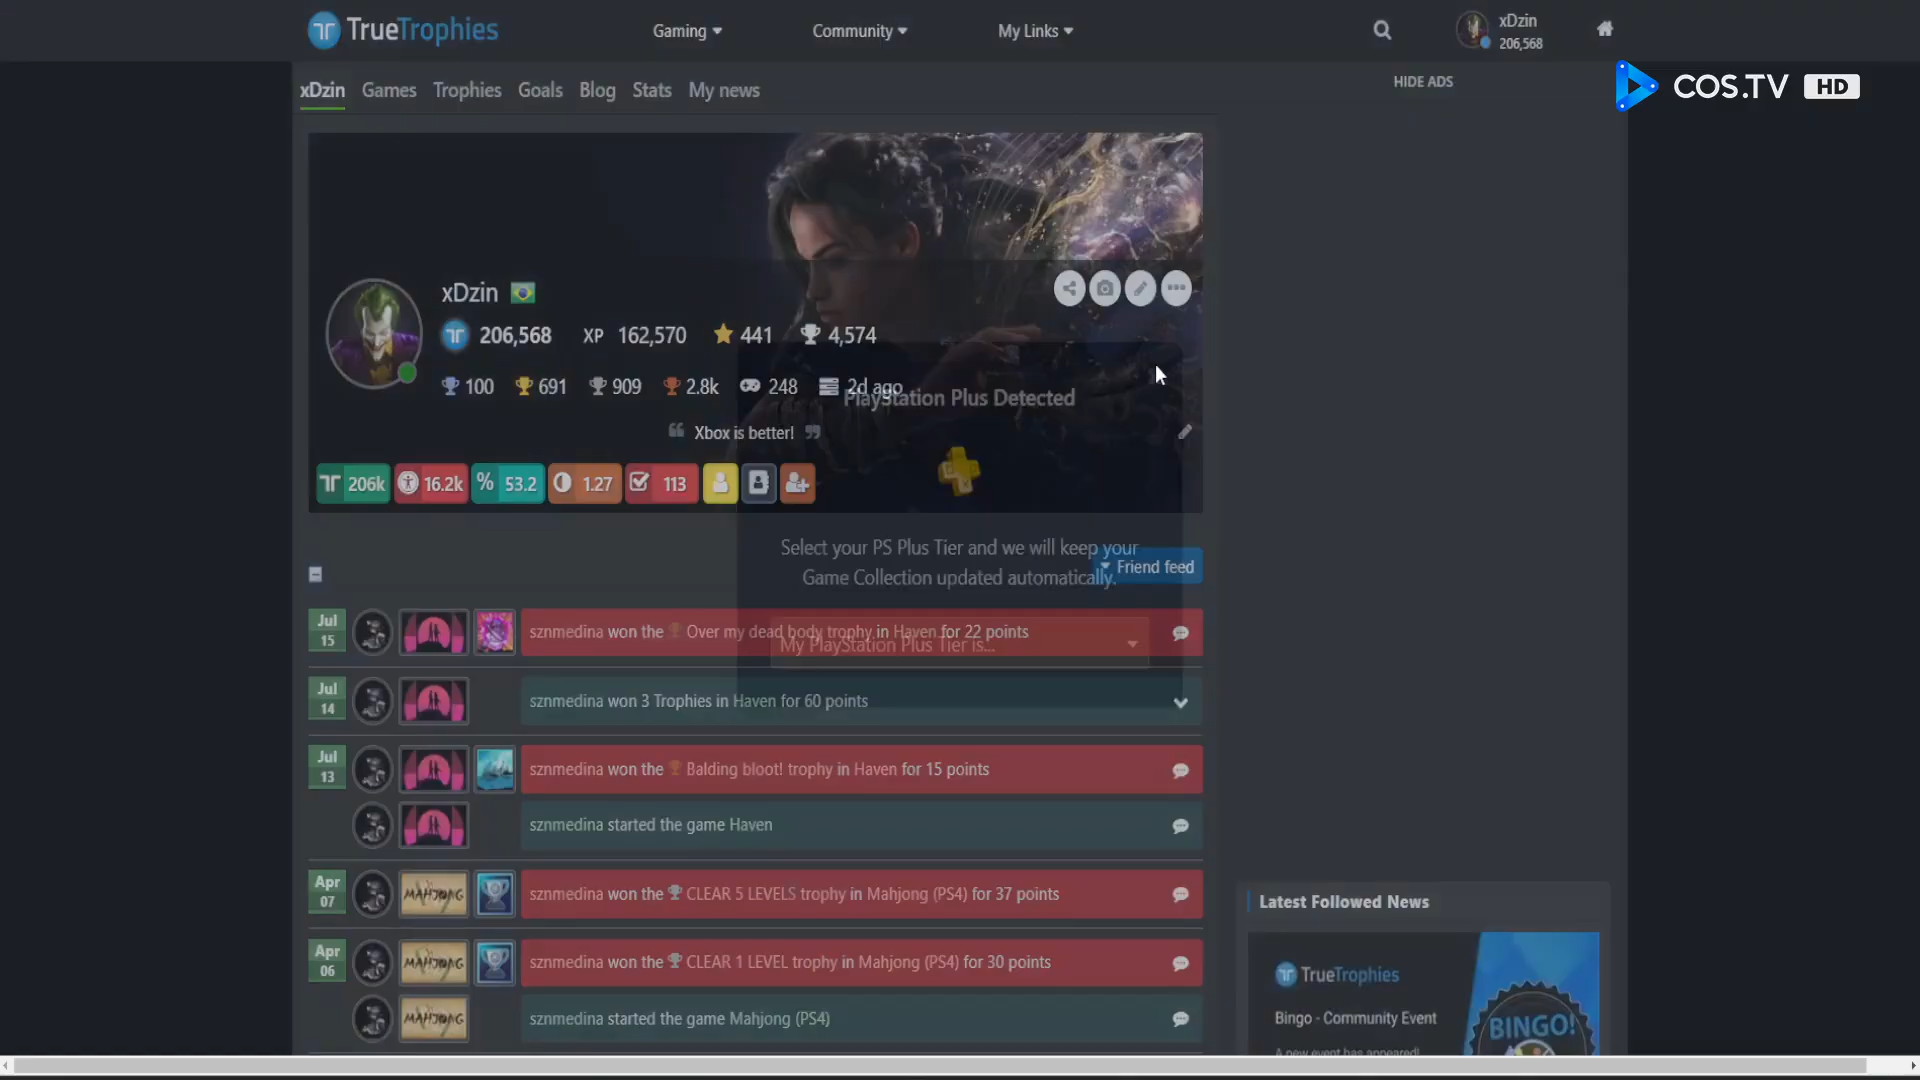 TrueTrophies
Gaming
Community
My Links
xDzin
206,568
xDzin
Games
Trophies
Goals
Blog
Stats
My news
HIDE ADS
COS.TV HD
xDzin
206,568
XP 162,570
441
4,574
100
691
909
2.8k
248
2d ago
PlayStation Plus Detected
“ Xbox is better! ”
206k
16.2k
% 53.2
1.27
113
Select your PS Plus Tier and we will keep your
Game Collection updated automatically.
Friend feed
Jul
15
sznmedina won the Over my dead body trophy in Haven for 22 points
My PlayStation Plus Tier is...
Jul
14
sznmedina won 3 Trophies in Haven for 60 points
Jul
13
sznmedina won the Balding bloot! trophy in Haven for 15 points
sznmedina started the game Haven
Apr
07
MAHJONG
sznmedina won the CLEAR 5 LEVELS trophy in Mahjong (PS4) for 37 points
Apr
06
MAHJONG
sznmedina won the CLEAR 1 LEVEL trophy in Mahjong (PS4) for 30 points
MAHJONG
sznmedina started the game Mahjong (PS4)
Latest Followed News
TrueTrophies
Bingo - Community Event
BINGO!
A new event has appeared!